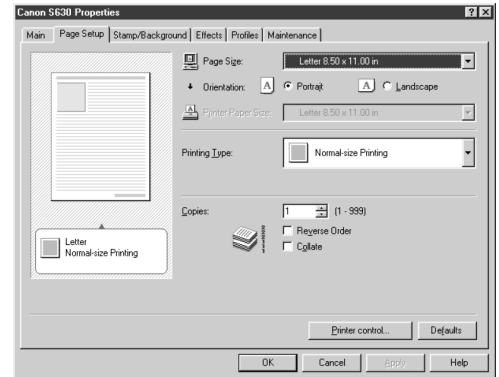 Canon S630 Properties
Main Page Setup Stamp/Background Effects Profiles Maintenance
Page Size: Letter 8.50 x 11.00 in
Orientation: A Portrait A Landscape
Printer Paper Size: Letter 8.50 x 11.00 in
Printing Type: Normal-size Printing
Copies: 1 (1 - 999)
Reverse Order
Collate
Letter
Normal-size Printing
Printer control... Defaults
OK Cancel Apply Help